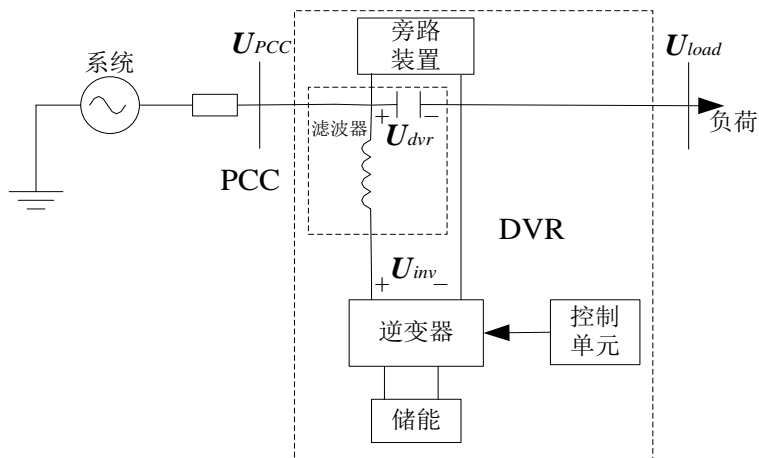 旁路
装置
U_PCC
U_load
系统
滤波器
+ −
U_dvr
负荷
PCC
DVR
U_inv
+ −
逆变器
控制
单元
储能